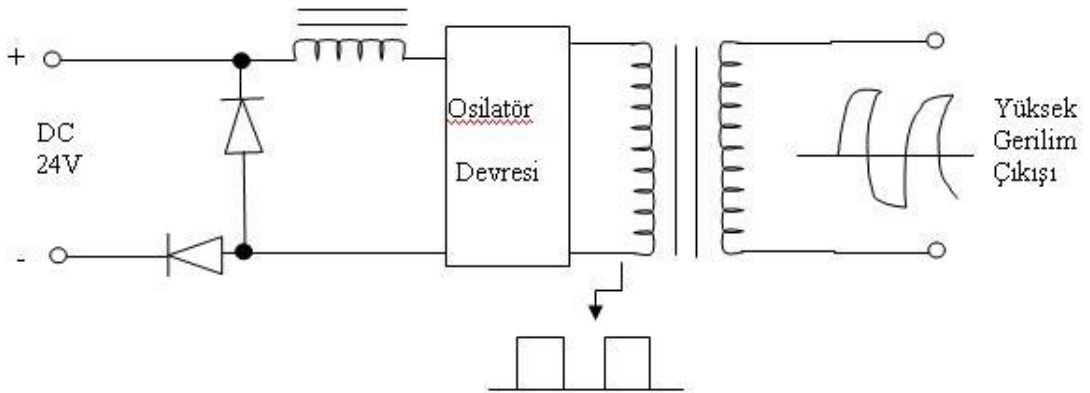 +
DC
24V
-
Osilatör
Devresi
Yüksek
Gerilim
Çıkışı